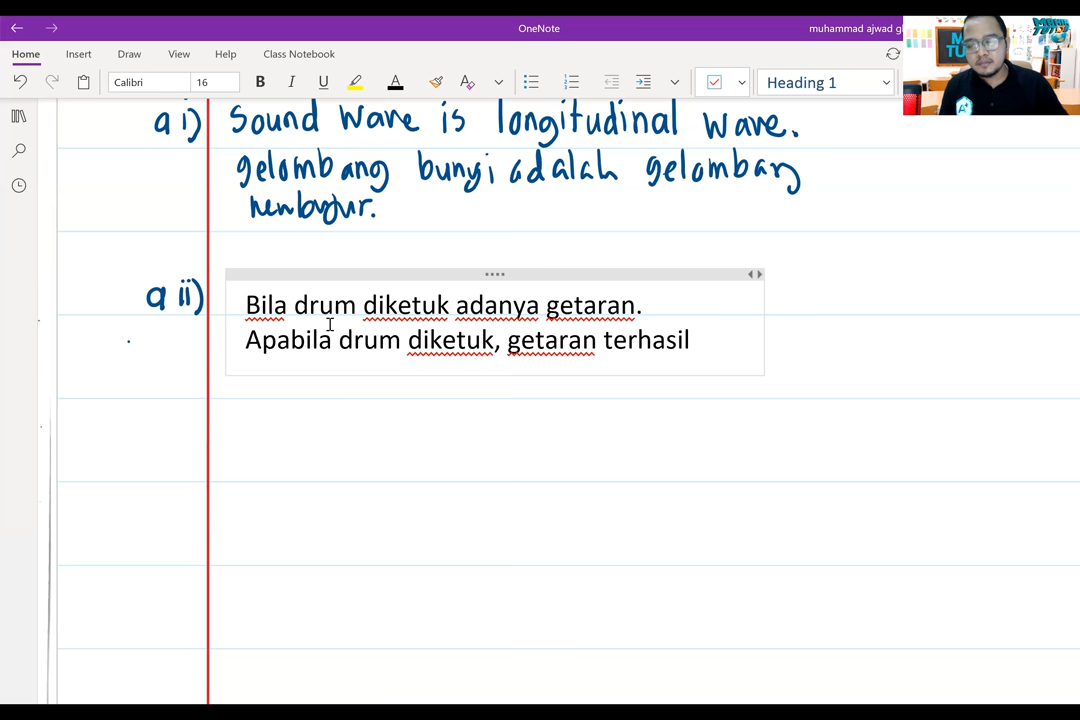 OneNote
muhammad ajwad
Home Insert Draw View Help Class Notebook
Calibri 16 B I U A Heading 1
a i) Sound Wave is longitudinal wave.
gelombang bunyi adalah gelombang
membujur.
a ii) Bila drum diketuk adanya getaran.
Apabila drum diketuk, getaran terhasil